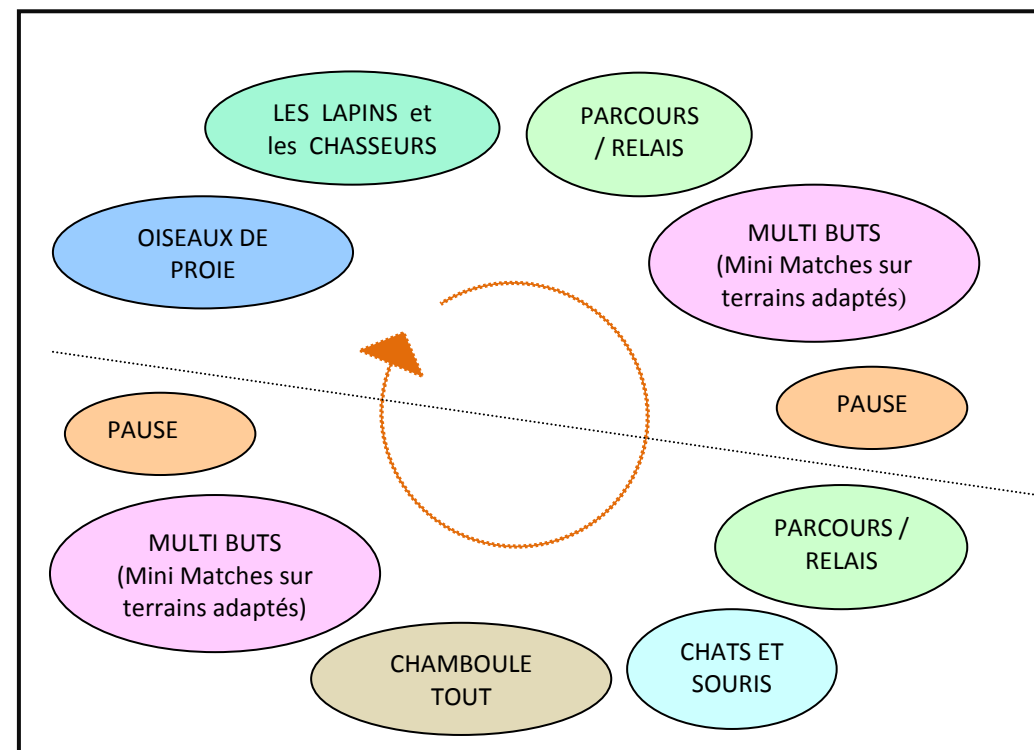 LES LAPINS et
les CHASSEURS
PARCOURS
/ RELAIS
OISEAUX DE
PROIE
MULTI BUTS
(Mini Matches sur
terrains adaptés)
PAUSE
PAUSE
MULTI BUTS
(Mini Matches sur
terrains adaptés)
PARCOURS /
RELAIS
CHAMBOULE
TOUT
CHATS ET
SOURIS